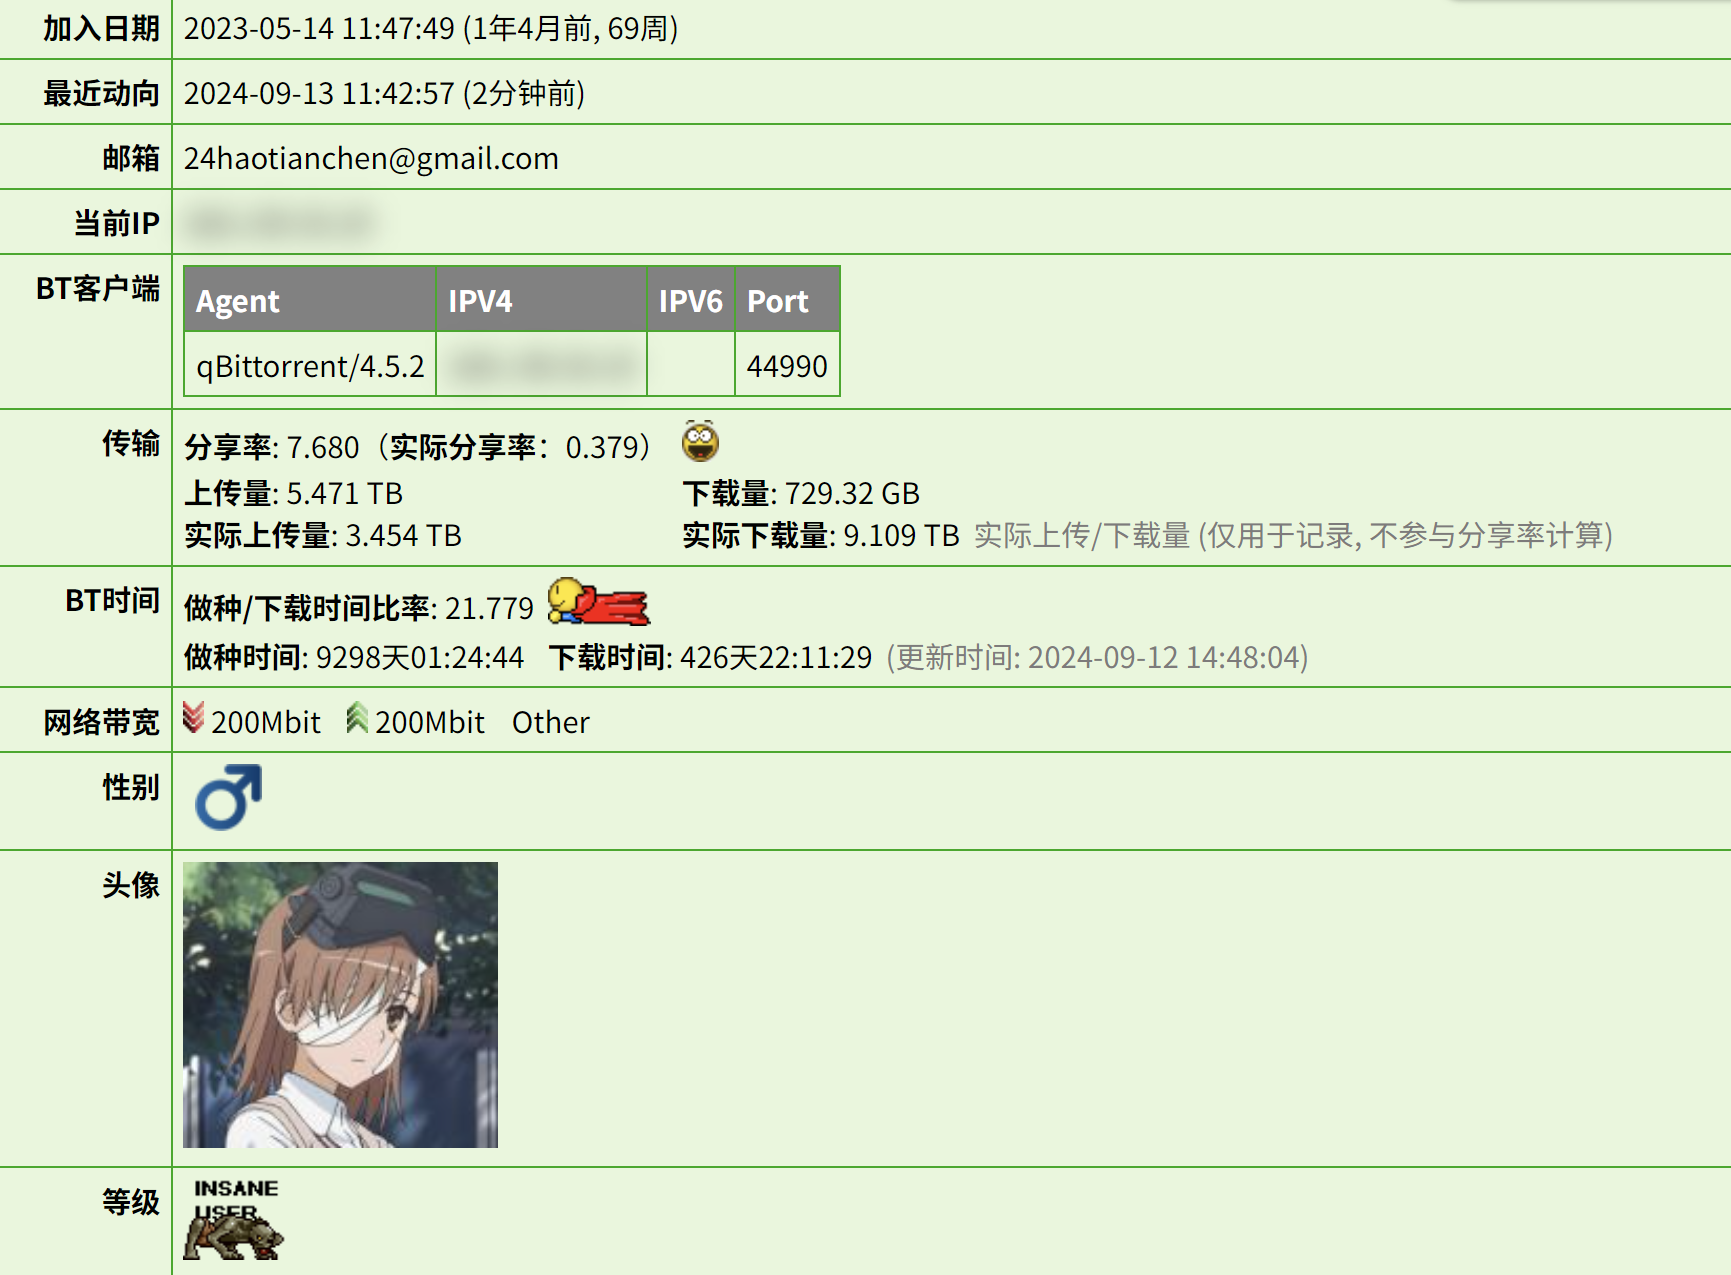 加入日期 2023-05-14 11:47:49 (1年4月前, 69周)
最近动向 2024-09-13 11:42:57 (2分钟前)
邮箱 24haotianchen@gmail.com
当前IP
BT客户端
Agent IPV4 IPV6 Port
qBittorrent/4.5.2 44990
传输 分享率: 7.680（实际分享率：0.379）
上传量: 5.471 TB 下载量: 729.32 GB
实际上传量: 3.454 TB 实际下载量: 9.109 TB 实际上传/下载量 (仅用于记录, 不参与分享率计算)
BT时间 做种/下载时间比率: 21.779
做种时间: 9298天01:24:44 下载时间: 426天22:11:29 (更新时间: 2024-09-12 14:48:04)
网络带宽 200Mbit 200Mbit Other
性别
头像
等级 INSANE
USER